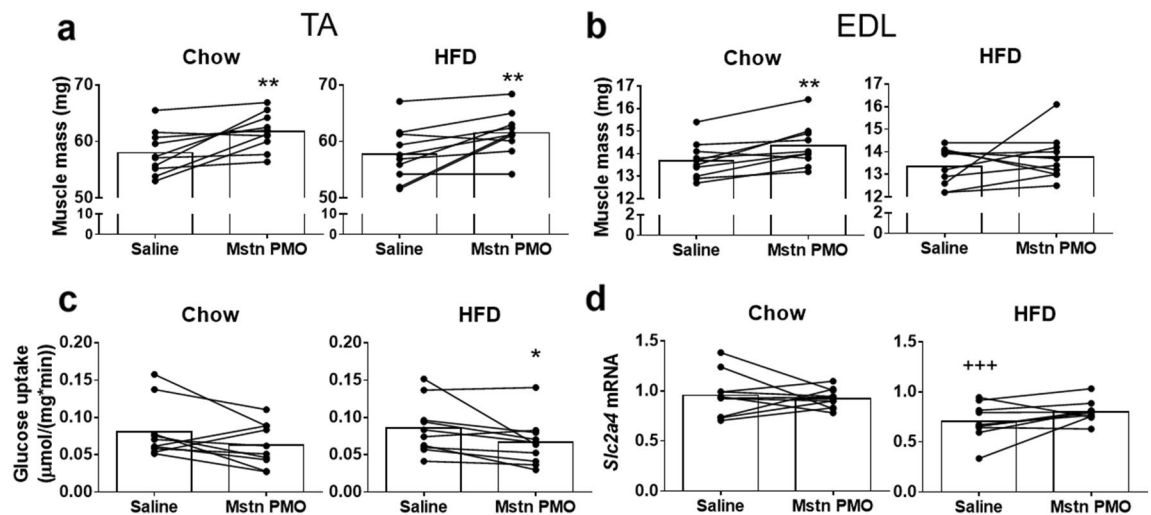 a
TA
b
EDL
Chow
HFD
Chow
HFD
Muscle mass (mg)
70
60
50
10
0
**
Saline
Mstn PMO
70
60
50
10
0
**
Saline
Mstn PMO
Muscle mass (mg)
17
16
15
14
13
12
2
0
**
Saline
Mstn PMO
17
16
15
14
13
12
2
0
Saline
Mstn PMO
c
Chow
HFD
d
Chow
HFD
Glucose uptake
(µmol/(mg*min))
0.20
0.15
0.10
0.05
0.00
Saline
Mstn PMO
0.20
0.15
0.10
0.05
0.00
*
Saline
Mstn PMO
Slc2a4 mRNA
1.5
1.0
0.5
0.0
Saline
Mstn PMO
1.5
1.0
0.5
0.0
+++
Saline
Mstn PMO